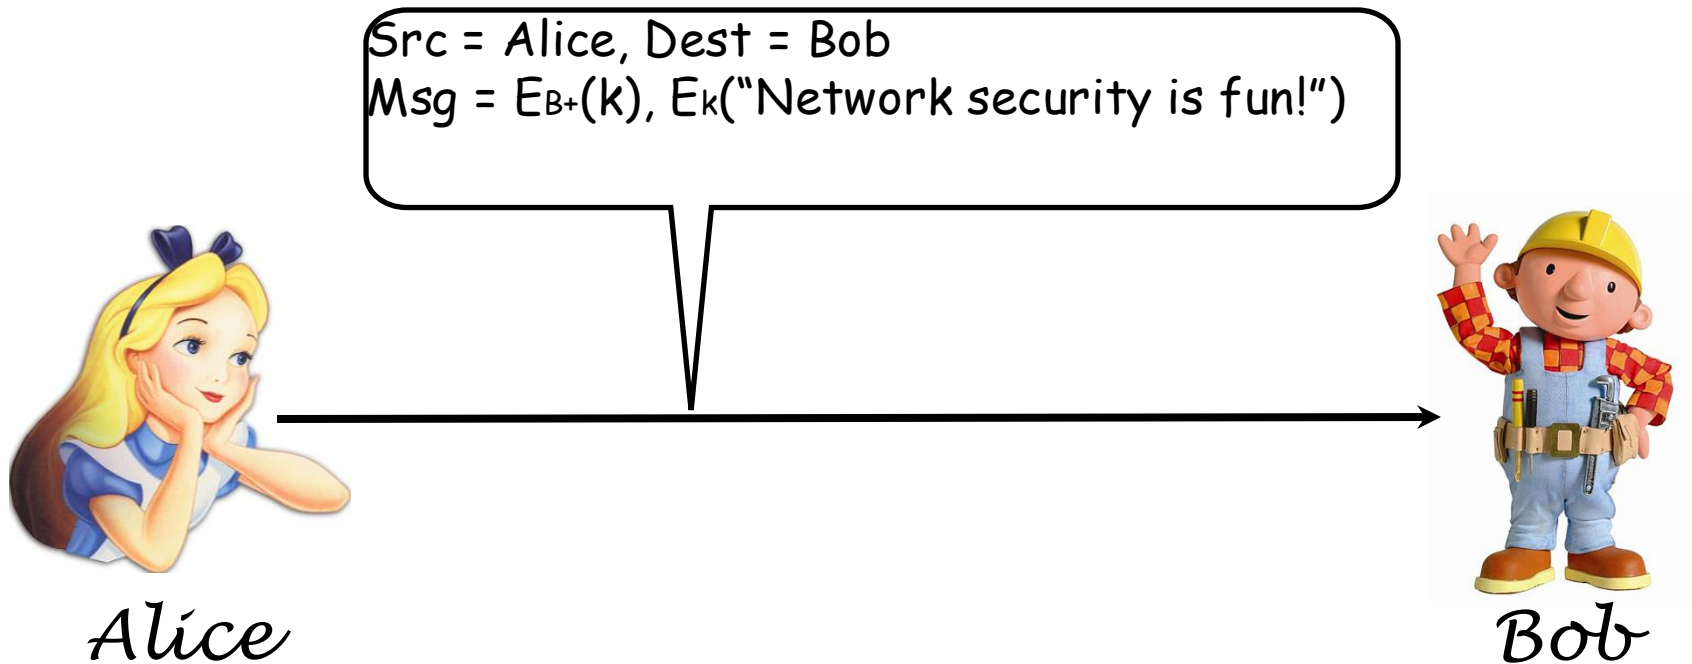 Src = Alice, Dest = Bob
Msg = EB+(k), Ek(“Network security is fun!”)
Alice
Bob